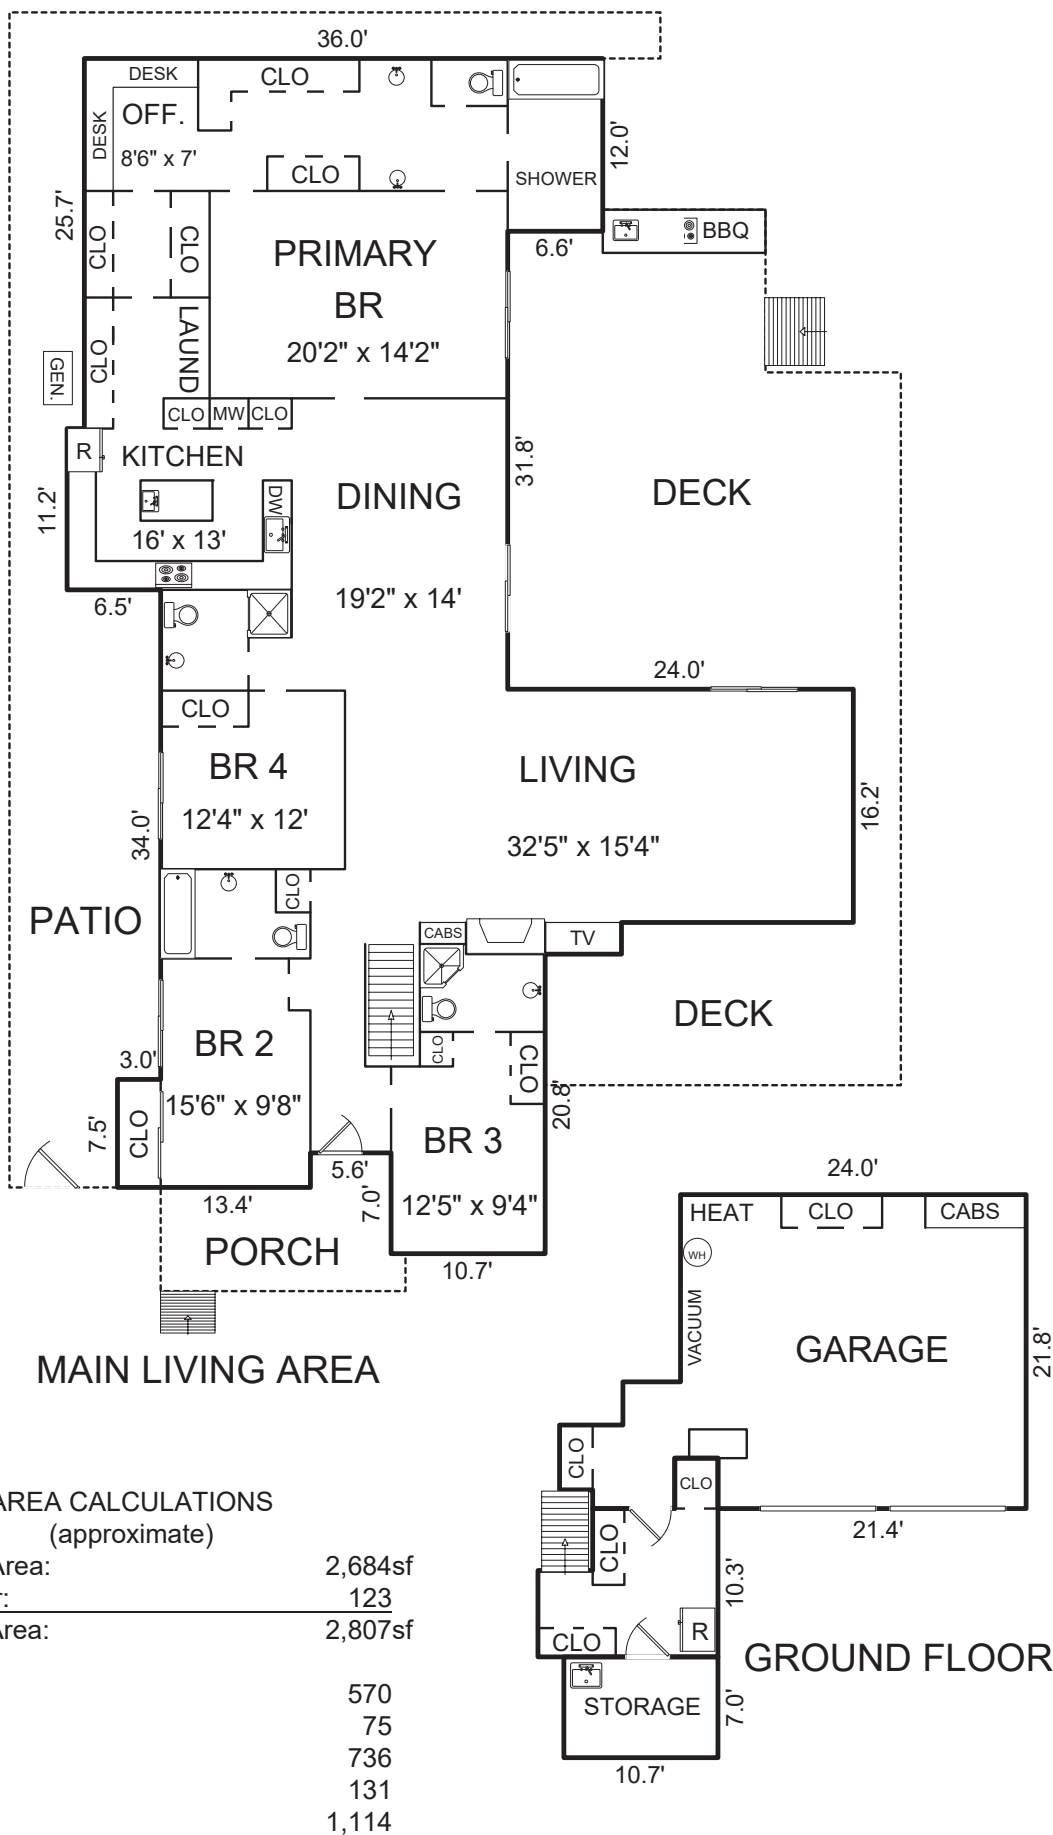 36.0'
DESK
CLO
OFF.
DESK
8'6" x 7'
CLO
SHOWER
12.0'
25.7'
CLO
CLO
PRIMARY
BR
20'2" x 14'2"
6.6'
BBQ
GEN.
CLO
LAUND
CLO
MW
CLO
R
KITCHEN
16' x 13'
DW
11.2'
6.5'
DINING
19'2" x 14'
31.8'
DECK
24.0'
CLO
BR 4
12'4" x 12'
34.0'
LIVING
32'5" x 15'4"
16.2'
PATIO
CLO
CABS
TV
DECK
BR 2
15'6" x 9'8"
3.0'
7.5'
CLO
CLO
CLO
20.8'
BR 3
12'5" x 9'4"
5.6'
7.0'
13.4'
PORCH
10.7'
MAIN LIVING AREA
24.0'
HEAT
CLO
CABS
WH
VACUUM
GARAGE
21.8'
CLO
CLO
21.4'
CLO
10.3'
R
CLO
GROUND FLOOR
STORAGE
7.0'
10.7'
AREA CALCULATIONS
(approximate)
Area: 2,684sf
r: 123
Area: 2,807sf
570
75
736
131
1,114